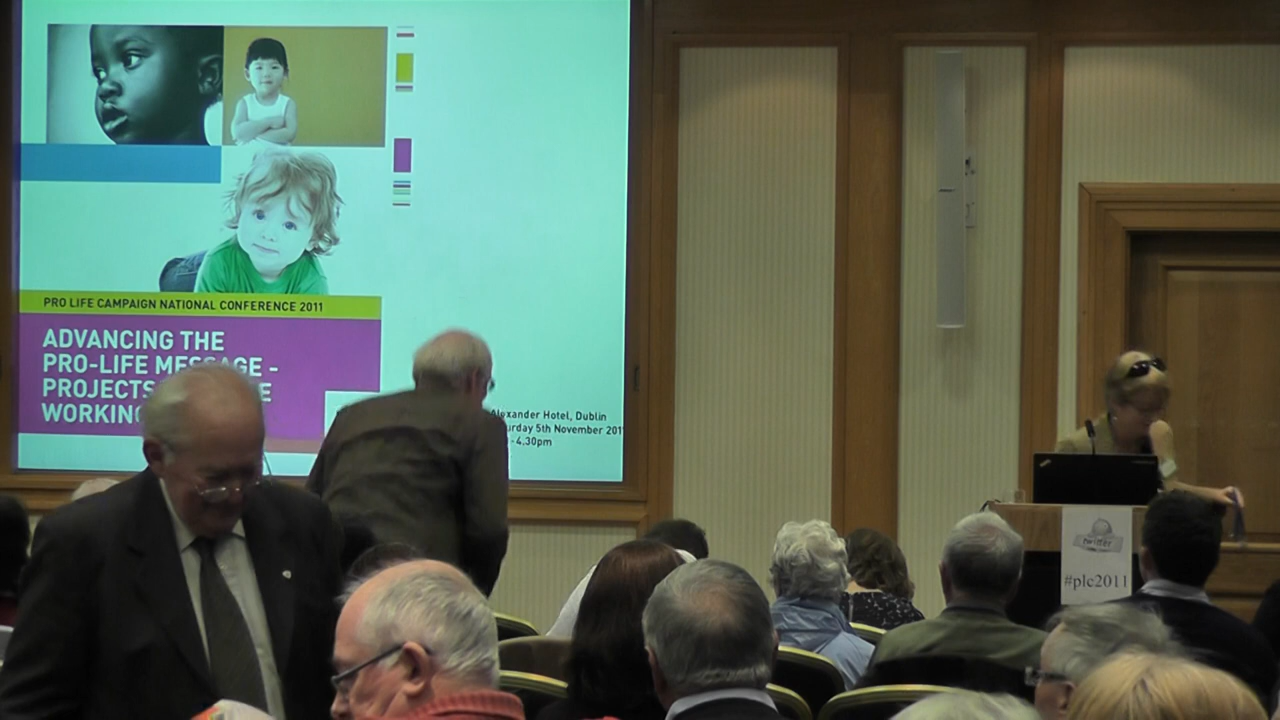 PRO LIFE CAMPAIGN NATIONAL CONFERENCE 2011
ADVANCING THE
PRO-LIFE MESSAGE -
PROJECTS
WORKING
Alexander Hotel, Dublin
5th November 201
- 4.30pm
twitter
#plc2011